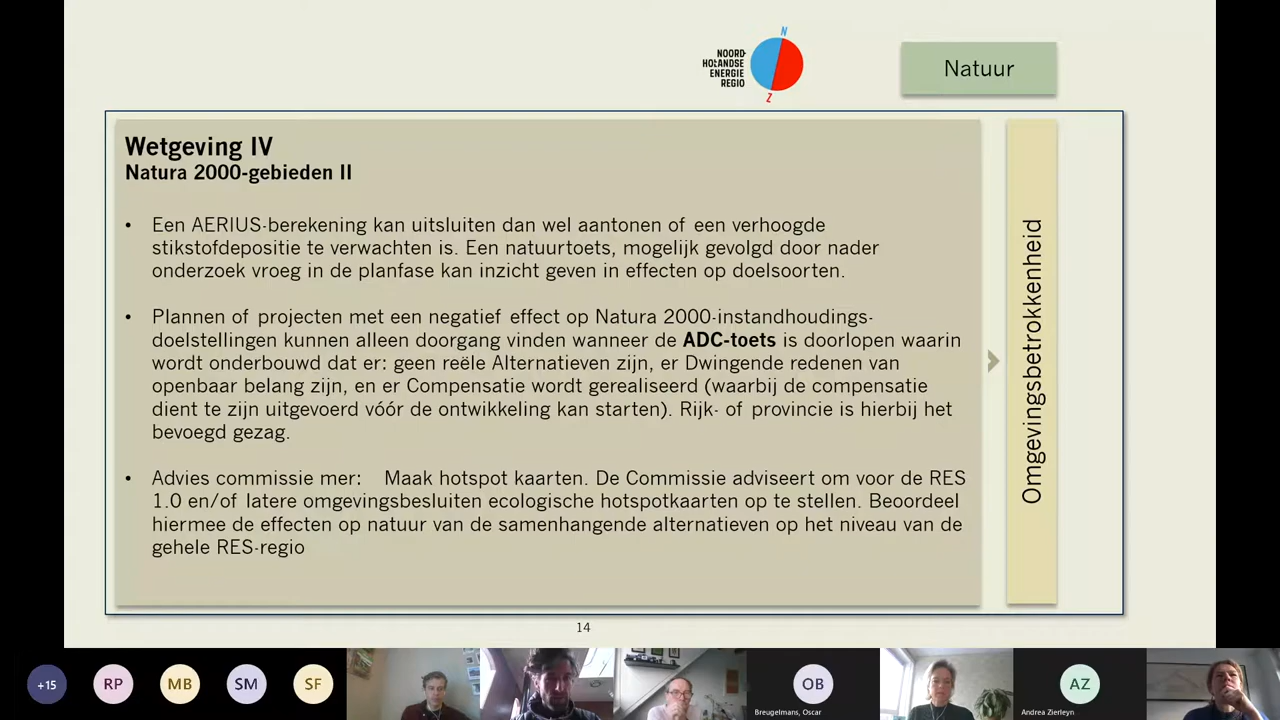 N
NOORD-
HOLLANDSE
ENERGIE
REGIO
Z
Natuur
Wetgeving IV
Natura 2000-gebieden II
• Een AERIUS-berekening kan uitsluiten dan wel aantonen of een verhoogde
stikstofdepositie te verwachten is. Een natuurtoets, mogelijk gevolgd door nader
onderzoek vroeg in de planfase kan inzicht geven in effecten op doelsoorten.
• Plannen of projecten met een negatief effect op Natura 2000-instandhoudings-
doelstellingen kunnen alleen doorgang vinden wanneer de ADC-toets is doorlopen waarin
wordt onderbouwd dat er: geen reële Alternatieven zijn, er Dwingende redenen van
openbaar belang zijn, en er Compensatie wordt gerealiseerd (waarbij de compensatie
dient te zijn uitgevoerd vóór de ontwikkeling kan starten). Rijk- of provincie is hierbij het
bevoegd gezag.
• Advies commissie mer: Maak hotspot kaarten. De Commissie adviseert om voor de RES
1.0 en/of latere omgevingsbesluiten ecologische hotspotkaarten op te stellen. Beoordeel
hiermee de effecten op natuur van de samenhangende alternatieven op het niveau van de
gehele RES-regio
Omgevingsbetrokkenheid
14
+15
RP
MB
SM
SF
OB
Breugelmans, Oscar
AZ
Andrea Zierleyn